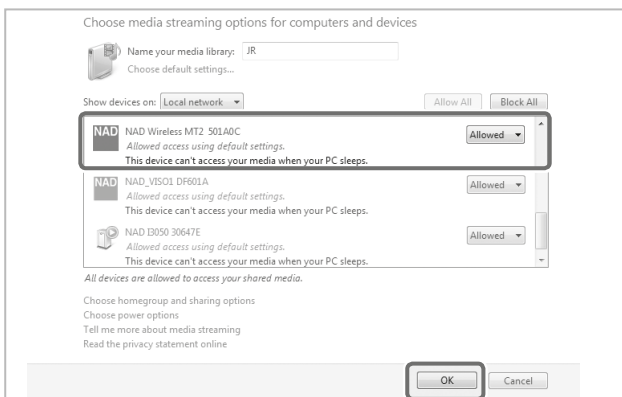 Choose media streaming options for computers and devices
Name your media library: JR
Choose default settings...
Show devices on: Local network Allow All Block All
NAD NAD Wireless MT2 501A0C Allowed
Allowed access using default settings.
This device can't access your media when your PC sleeps.
NAD NAD_VISO1 DF601A Allowed
Allowed access using default settings.
This device can't access your media when your PC sleeps.
NAD I3050 30647E Allowed
Allowed access using default settings.
This device can't access your media when your PC sleeps.
All devices are allowed to access your shared media.
Choose homegroup and sharing options
Choose power options
Tell me more about media streaming
Read the privacy statement online
OK Cancel